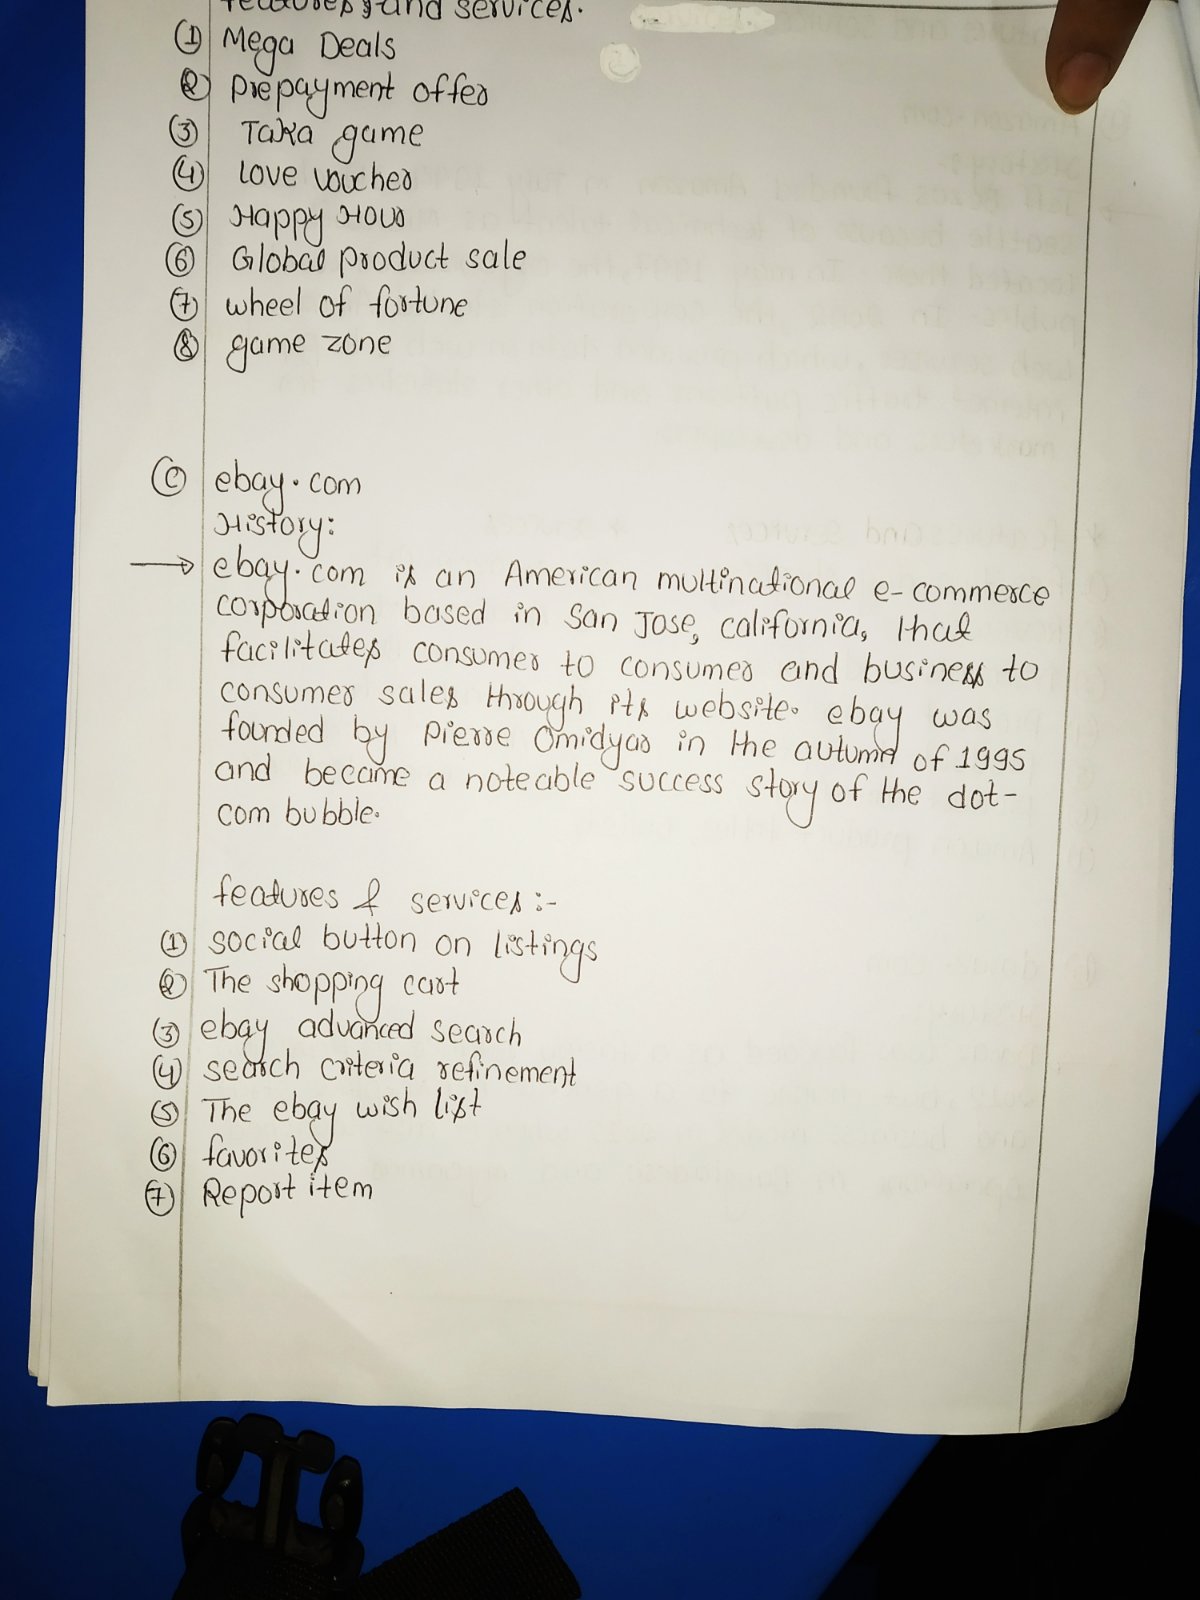 features and services.
① Mega Deals
② prepayment offer
③ Taka game
④ Love voucher
⑤ Happy Hour
⑥ Global product sale
⑦ wheel of fortune
⑧ game zone
Ⓒ ebay.com
History:
→ ebay.com is an American multinational e-commerce
corporation based in San Jose, california, that
facilitates consumer to consumer and business to
consumer sales through its website. ebay was
founded by Pierre Omidyar in the autumn of 1995
and became a noteable success story of the dot-
com bubble.
features & services :-
① social button on listings
② The shopping cart
③ ebay advanced search
④ search criteria refinement
⑤ The ebay wish list
⑥ favorites
⑦ Report item